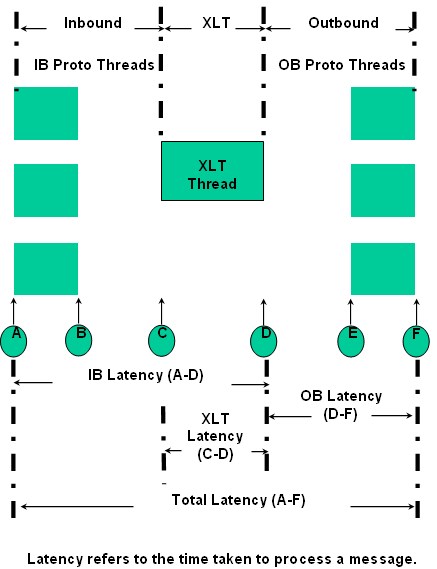 Inbound XLT Outbound
IB Proto Threads OB Proto Threads
XLT
Thread
A B C D E F
IB Latency (A-D)
OB Latency
(D-F)
XLT
Latency
(C-D)
Total Latency (A-F)
Latency refers to the time taken to process a message.